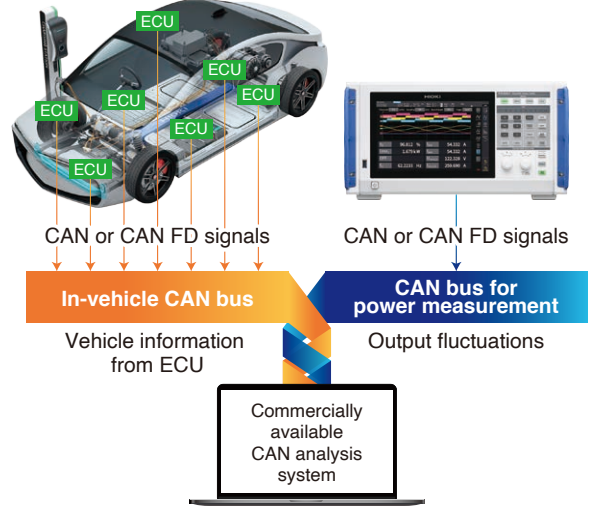 ECU
ECU
ECU
ECU
ECU
ECU
ECU
HIOKI
CAN or CAN FD signals
CAN or CAN FD signals
In-vehicle CAN bus
CAN bus for
power measurement
Vehicle information
from ECU
Output fluctuations
Commercially
available
CAN analysis
system